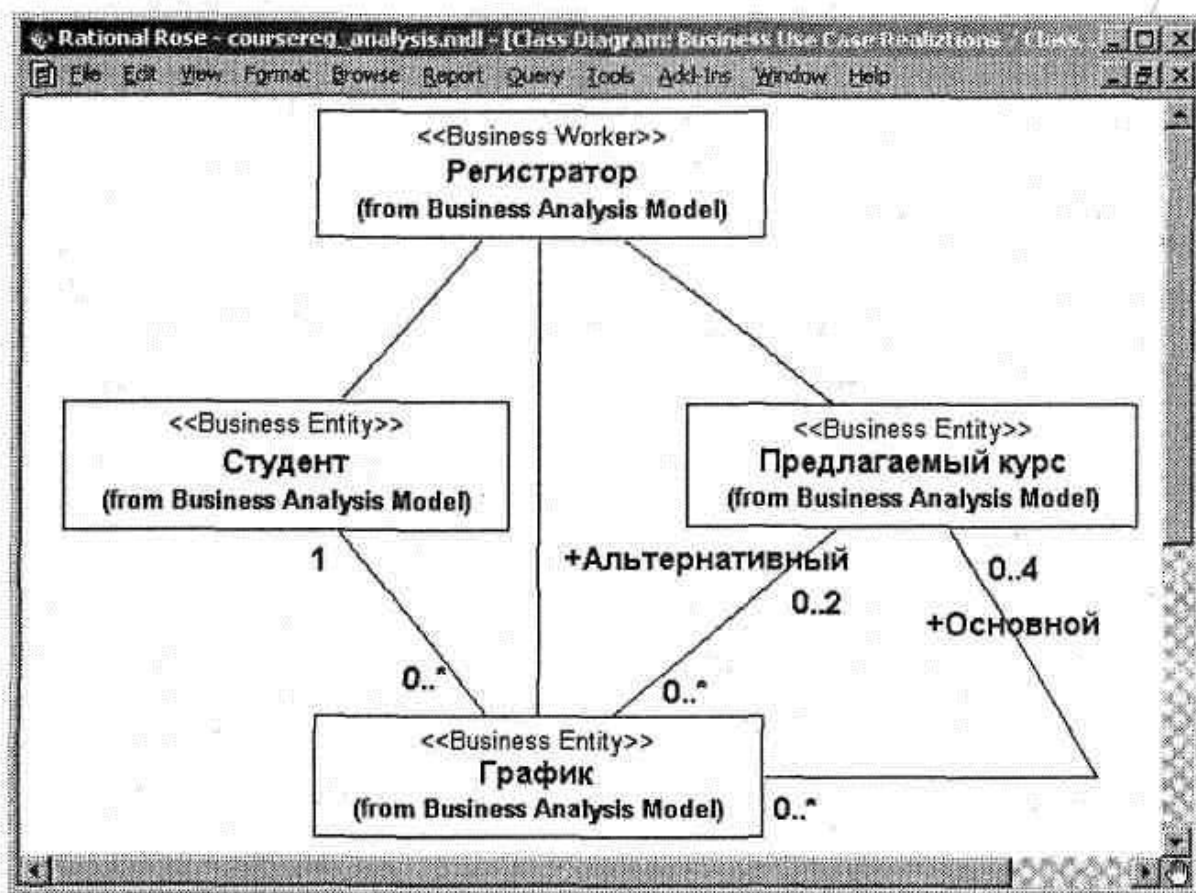 Rational Rose - coursereg_analysis.mdl - [Class Diagram: Business Use Case Realiztions / Class
File Edit View Format Browse Report Query Tools Add-Ins Window Help
<<Business Worker>>
Регистратор
(from Business Analysis Model)
<<Business Entity>>
Студент
(from Business Analysis Model)
<<Business Entity>>
Предлагаемый курс
(from Business Analysis Model)
1
+Альтернативный
0..4
0..2
+Основной
0..*
0..*
<<Business Entity>>
График
(from Business Analysis Model)
0..*